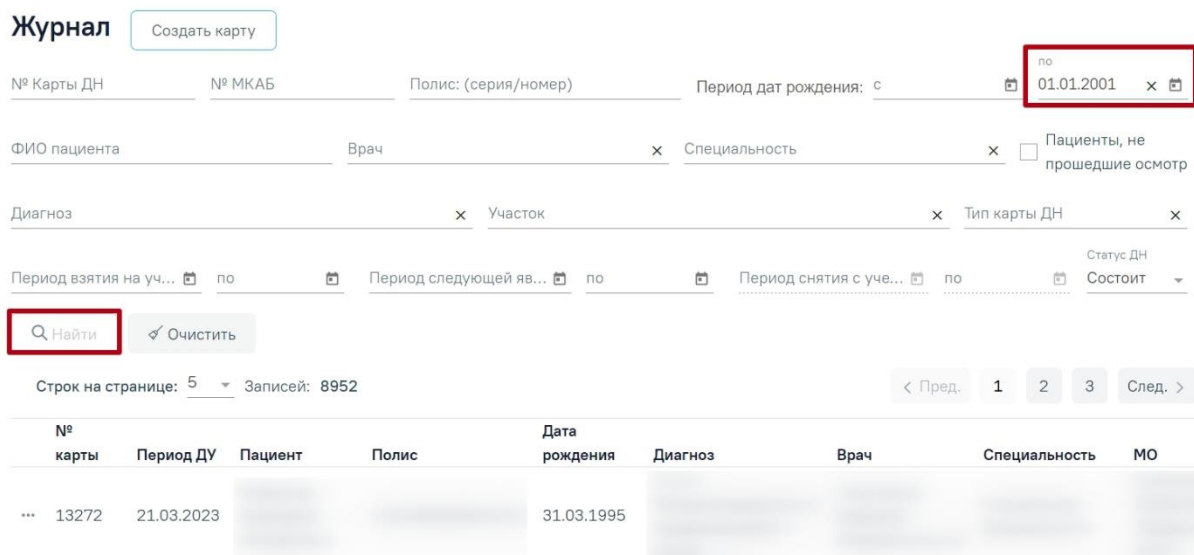 Журнал Создать карту
№ Карты ДН № МКАБ Полис: (серия/номер) Период дат рождения: с по 01.01.2001
ФИО пациента Врач Специальность Пациенты, не
прошедшие осмотр
Диагноз Участок Тип карты ДН
Период взятия на уч... по Период следующей яв... по Период снятия с уче... по Статус ДН Состоит
Найти Очистить
Строк на странице: 5 Записей: 8952 Пред. 1 2 3 След.
№ карты Период ДУ Пациент Полис Дата рождения Диагноз Врач Специальность МО
... 13272 21.03.2023 31.03.1995